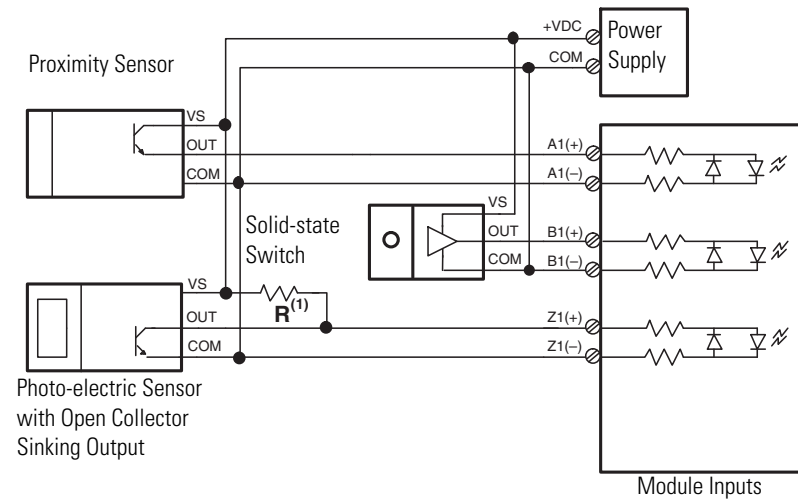 +VDC
Power
Supply
COM
Proximity Sensor
VS
OUT
COM
A1(+)
A1(–)
Solid-state
Switch
VS
OUT
COM
B1(+)
B1(–)
VS
R(1)
OUT
COM
Z1(+)
Z1(–)
Photo-electric Sensor
with Open Collector
Sinking Output
Module Inputs